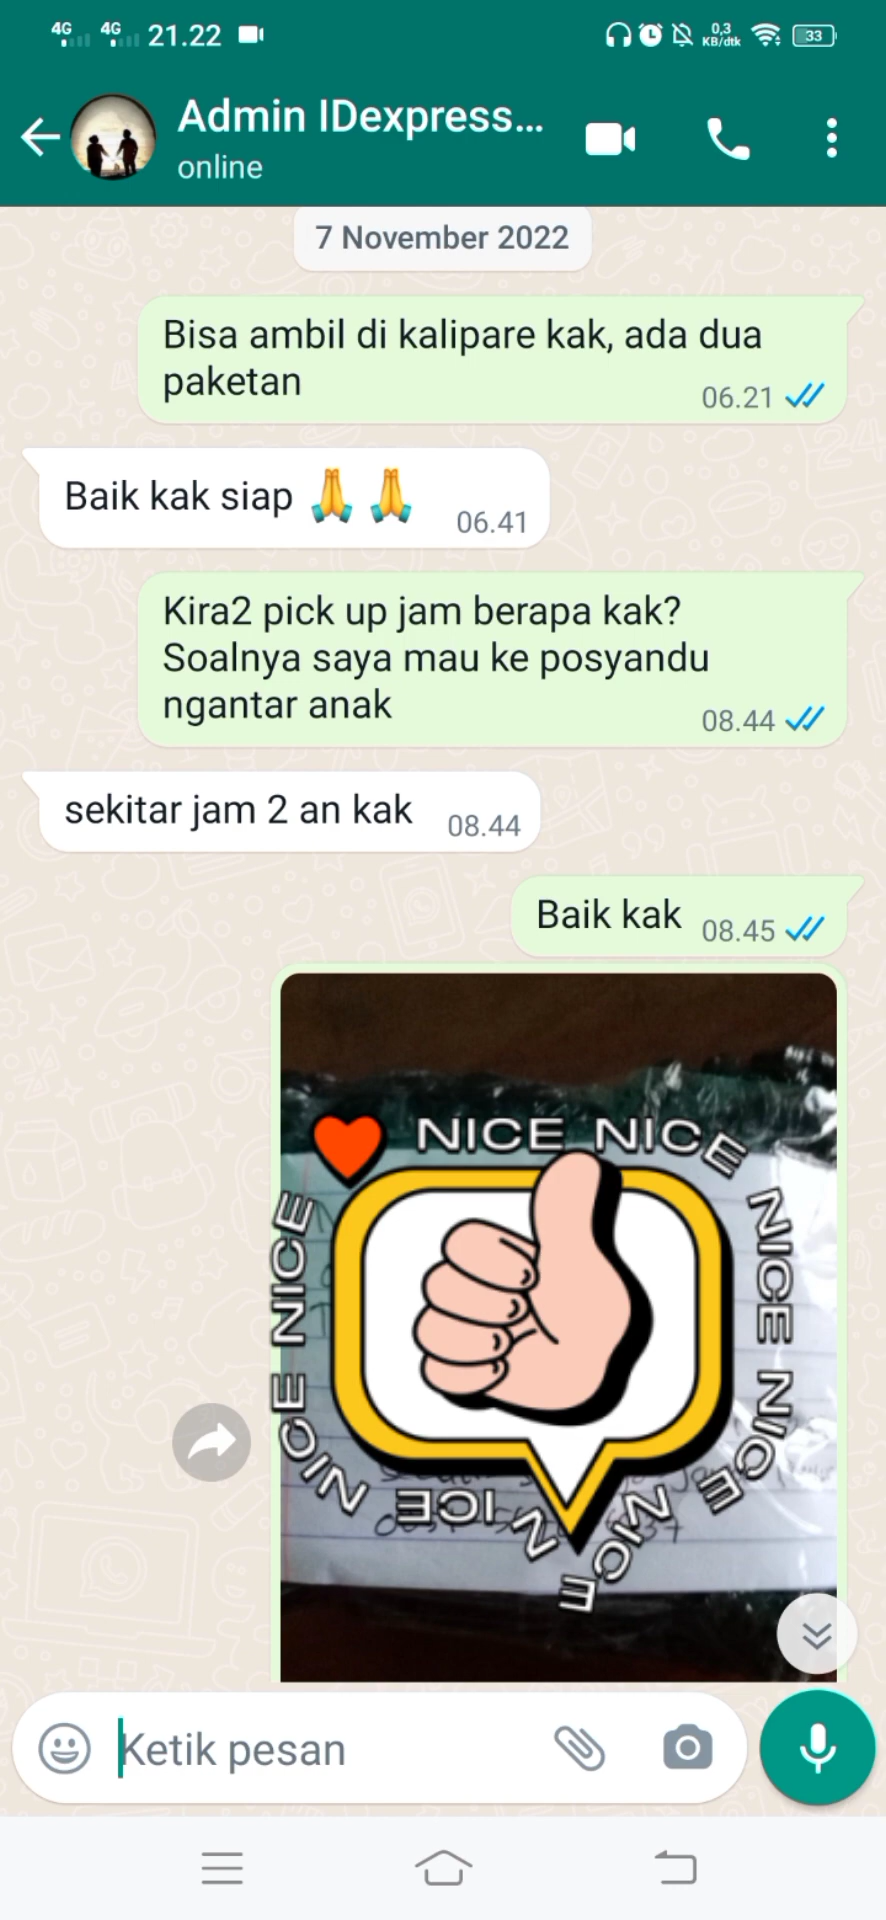 4G 4G 21.22 0,3 KB/dtk 33
Admin IDexpress...
online
7 November 2022
Bisa ambil di kalipare kak, ada dua
paketan 06.21
Baik kak siap 🙏 🙏 06.41
Kira2 pick up jam berapa kak?
Soalnya saya mau ke posyandu
ngantar anak 08.44
sekitar jam 2 an kak 08.44
Baik kak 08.45
NICE NICE NICE NICE NICE NICE NICE NICE NICE
Ketik pesan